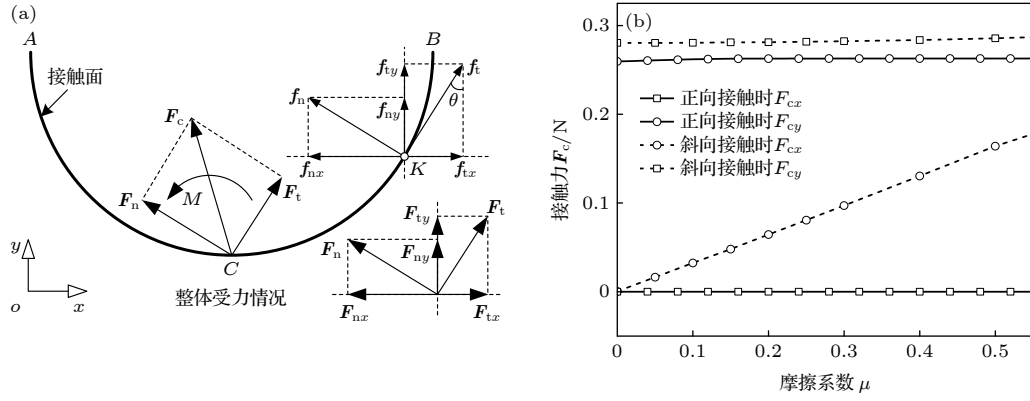 (a)
A
B
接触面
f_ty
f_t
θ
f_n
f_ny
K
f_nx
f_tx
F_c
F_n
M
F_t
C
F_ty
F_t
F_n
F_ny
F_nx
F_tx
y
o
x
整体受力情况
(b)
0.3
0.2
0.1
0
接触力 F_c/N
正向接触时F_cx
正向接触时F_cy
斜向接触时F_cx
斜向接触时F_cy
0 0.1 0.2 0.3 0.4 0.5
摩擦系数 μ